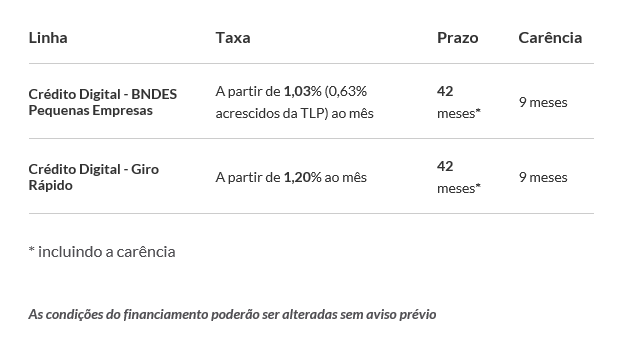 Linha Taxa Prazo Carência
Crédito Digital - BNDES
Pequenas Empresas
A partir de 1,03% (0,63%
acrescidos da TLP) ao mês
42
meses*
9 meses
Crédito Digital - Giro
Rápido
A partir de 1,20% ao mês
42
meses*
9 meses
* incluindo a carência
As condições do financiamento poderão ser alteradas sem aviso prévio